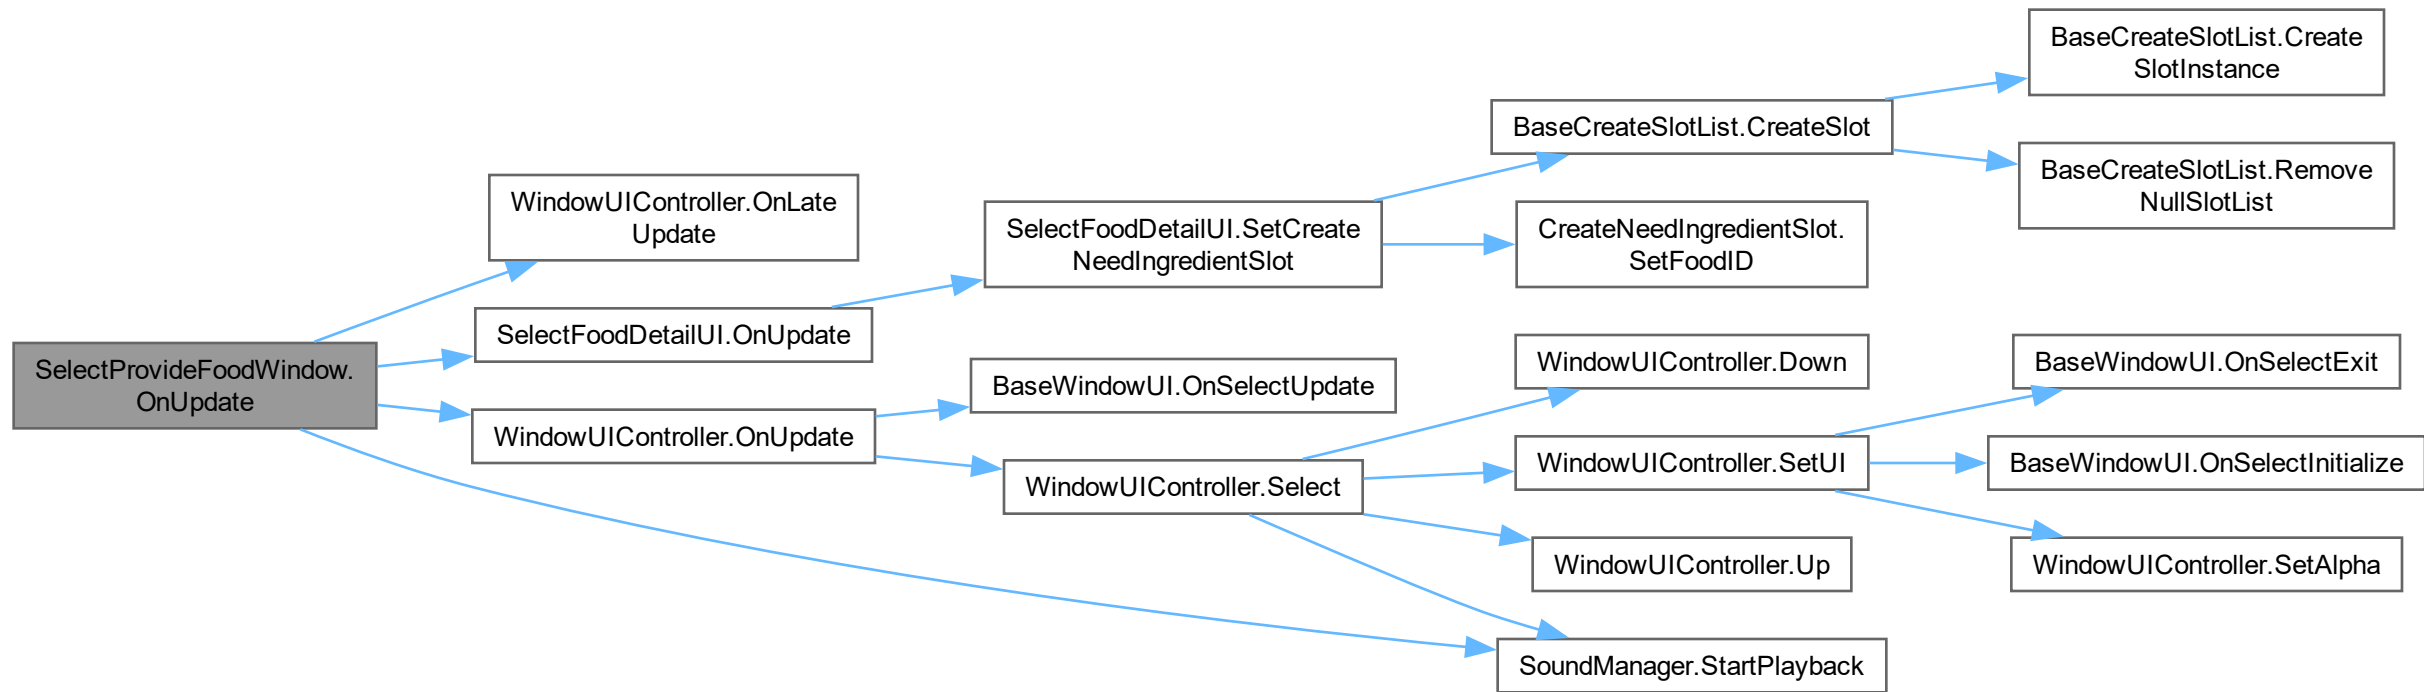 SelectProvideFoodWindow.
OnUpdate
WindowUIController.OnLate
Update
SelectFoodDetailUI.OnUpdate
WindowUIController.OnUpdate
SelectFoodDetailUI.SetCreate
NeedIngredientSlot
BaseWindowUI.OnSelectUpdate
WindowUIController.Select
BaseCreateSlotList.CreateSlot
CreateNeedIngredientSlot.
SetFoodID
WindowUIController.Down
WindowUIController.SetUI
WindowUIController.Up
SoundManager.StartPlayback
BaseCreateSlotList.Create
SlotInstance
BaseCreateSlotList.Remove
NullSlotList
BaseWindowUI.OnSelectExit
BaseWindowUI.OnSelectInitialize
WindowUIController.SetAlpha